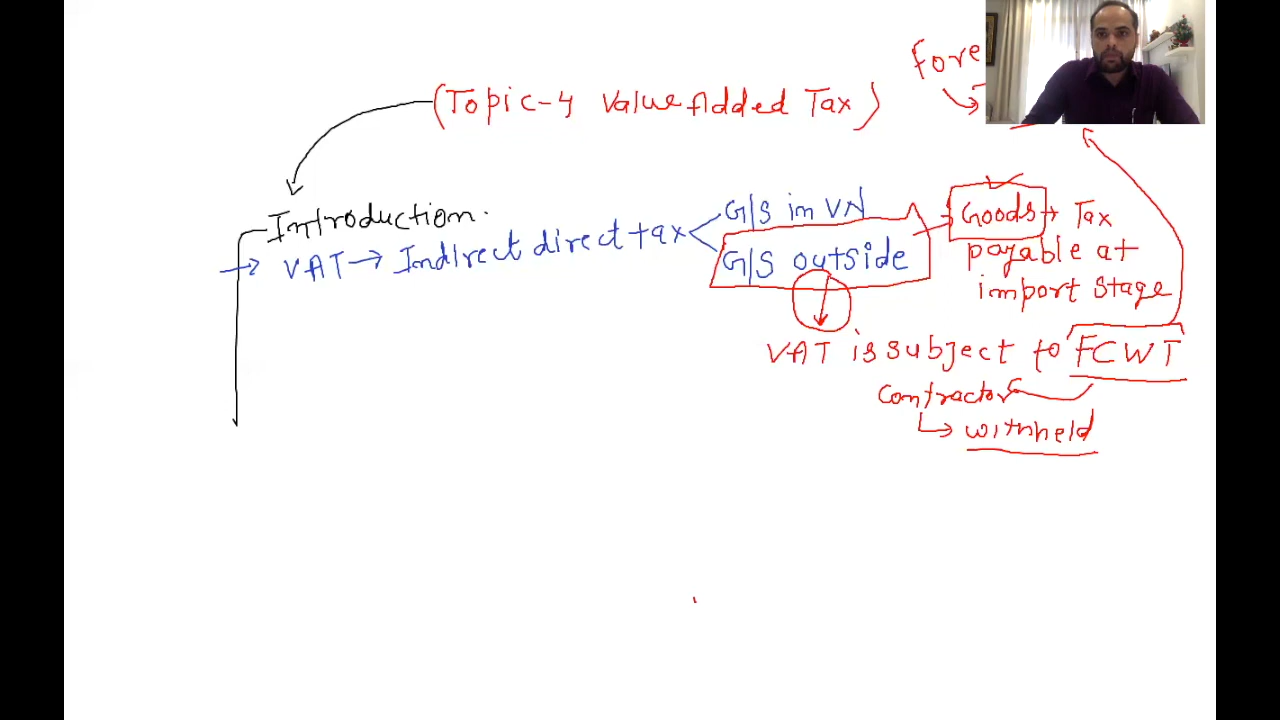 Fore
(Topic-4 Value Added Tax)
Introduction.
VAT → Indirect direct tax
G/S in VN
G/S outside
Goods → Tax
payable at
import stage
VAT is subject to FCWT
Contractor
withheld